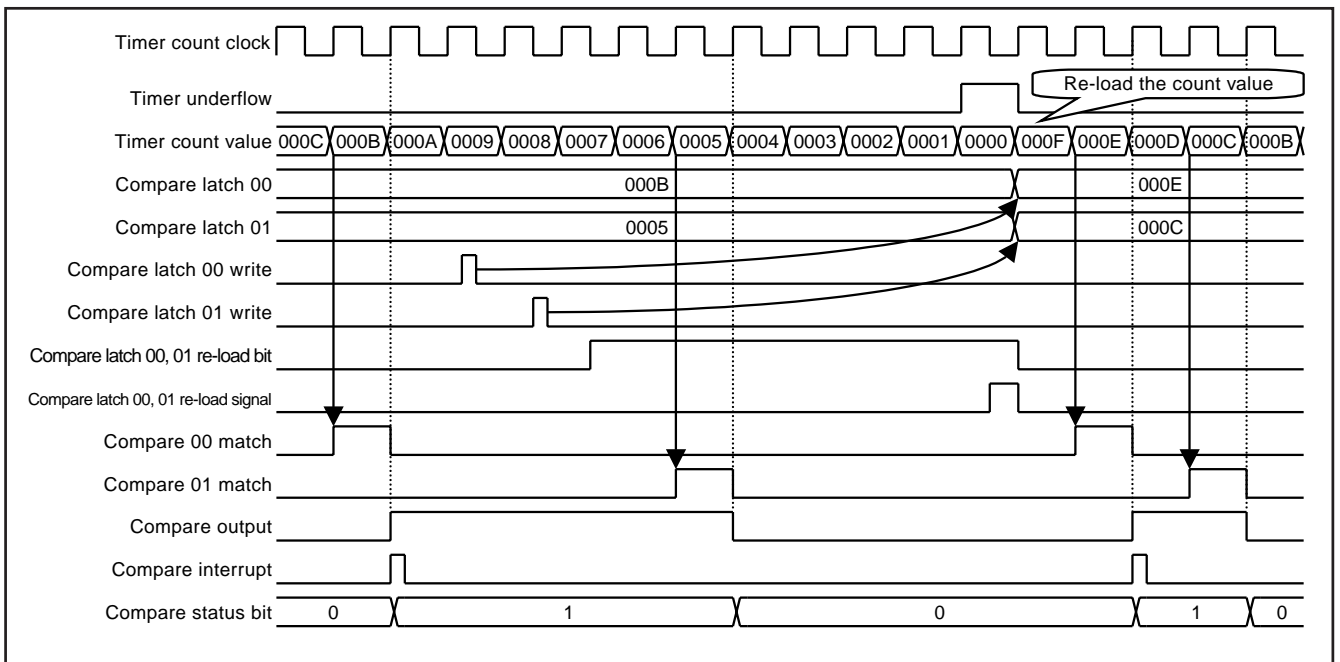 Timer count clock
Timer underflow
Re-load the count value
Timer count value 000C 000B 000A 0009 0008 0007 0006 0005 0004 0003 0002 0001 0000 000F 000E 000D 000C 000B
Compare latch 00 000B 000E
Compare latch 01 0005 000C
Compare latch 00 write
Compare latch 01 write
Compare latch 00, 01 re-load bit
Compare latch 00, 01 re-load signal
Compare 00 match
Compare 01 match
Compare output
Compare interrupt
Compare status bit 0 1 0 1 0